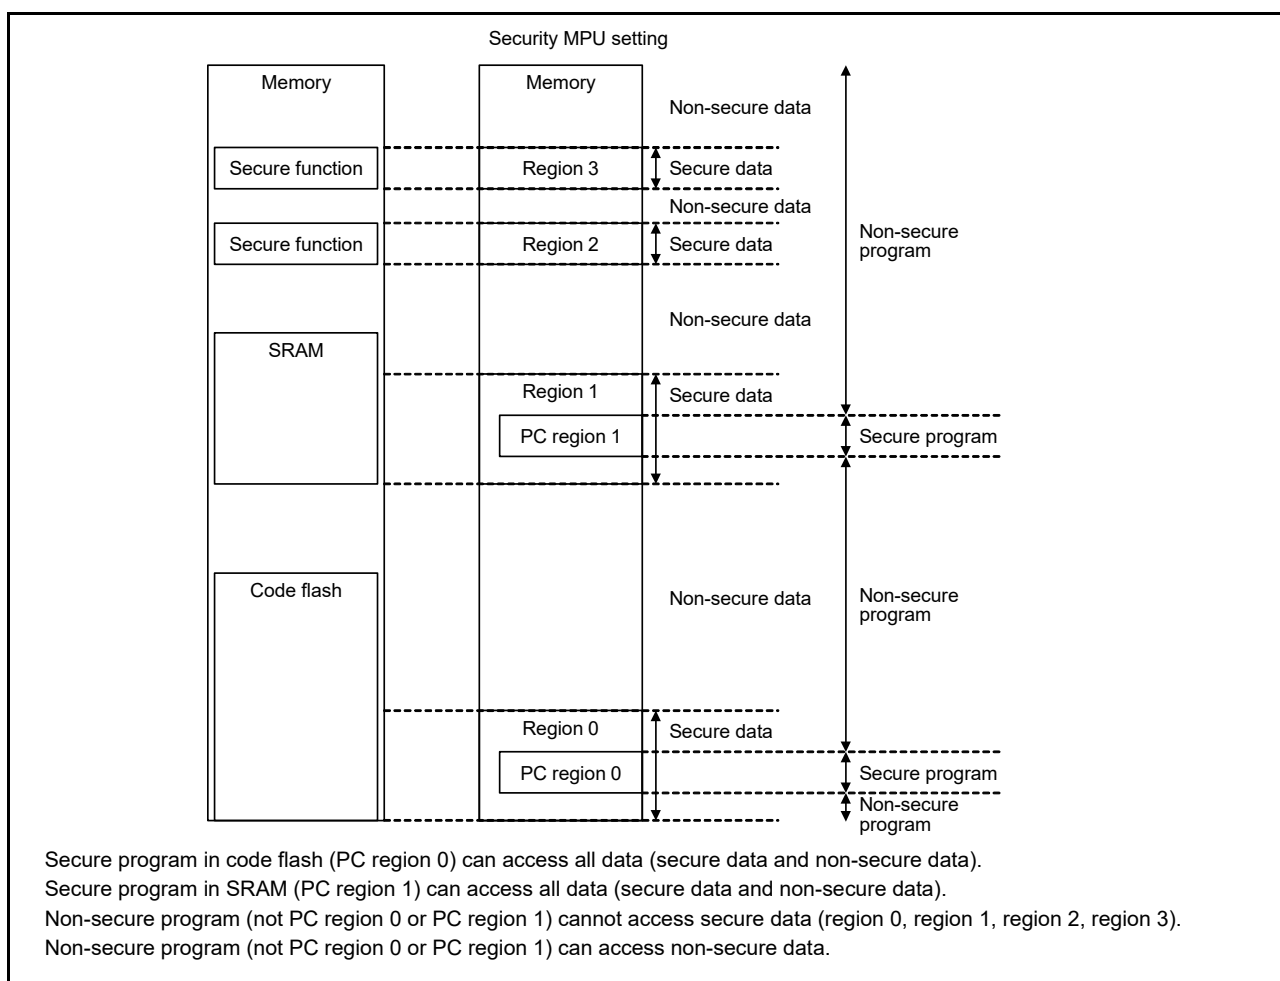 Security MPU setting
Memory
Memory
Non-secure data
Secure function
Region 3
Secure data
Non-secure data
Non-secure
program
Secure function
Region 2
Secure data
Non-secure data
SRAM
Region 1
Secure data
PC region 1
Secure program
Code flash
Non-secure data
Non-secure
program
Region 0
Secure data
PC region 0
Secure program
Non-secure
program
Secure program in code flash (PC region 0) can access all data (secure data and non-secure data).
Secure program in SRAM (PC region 1) can access all data (secure data and non-secure data).
Non-secure program (not PC region 0 or PC region 1) cannot access secure data (region 0, region 1, region 2, region 3).
Non-secure program (not PC region 0 or PC region 1) can access non-secure data.